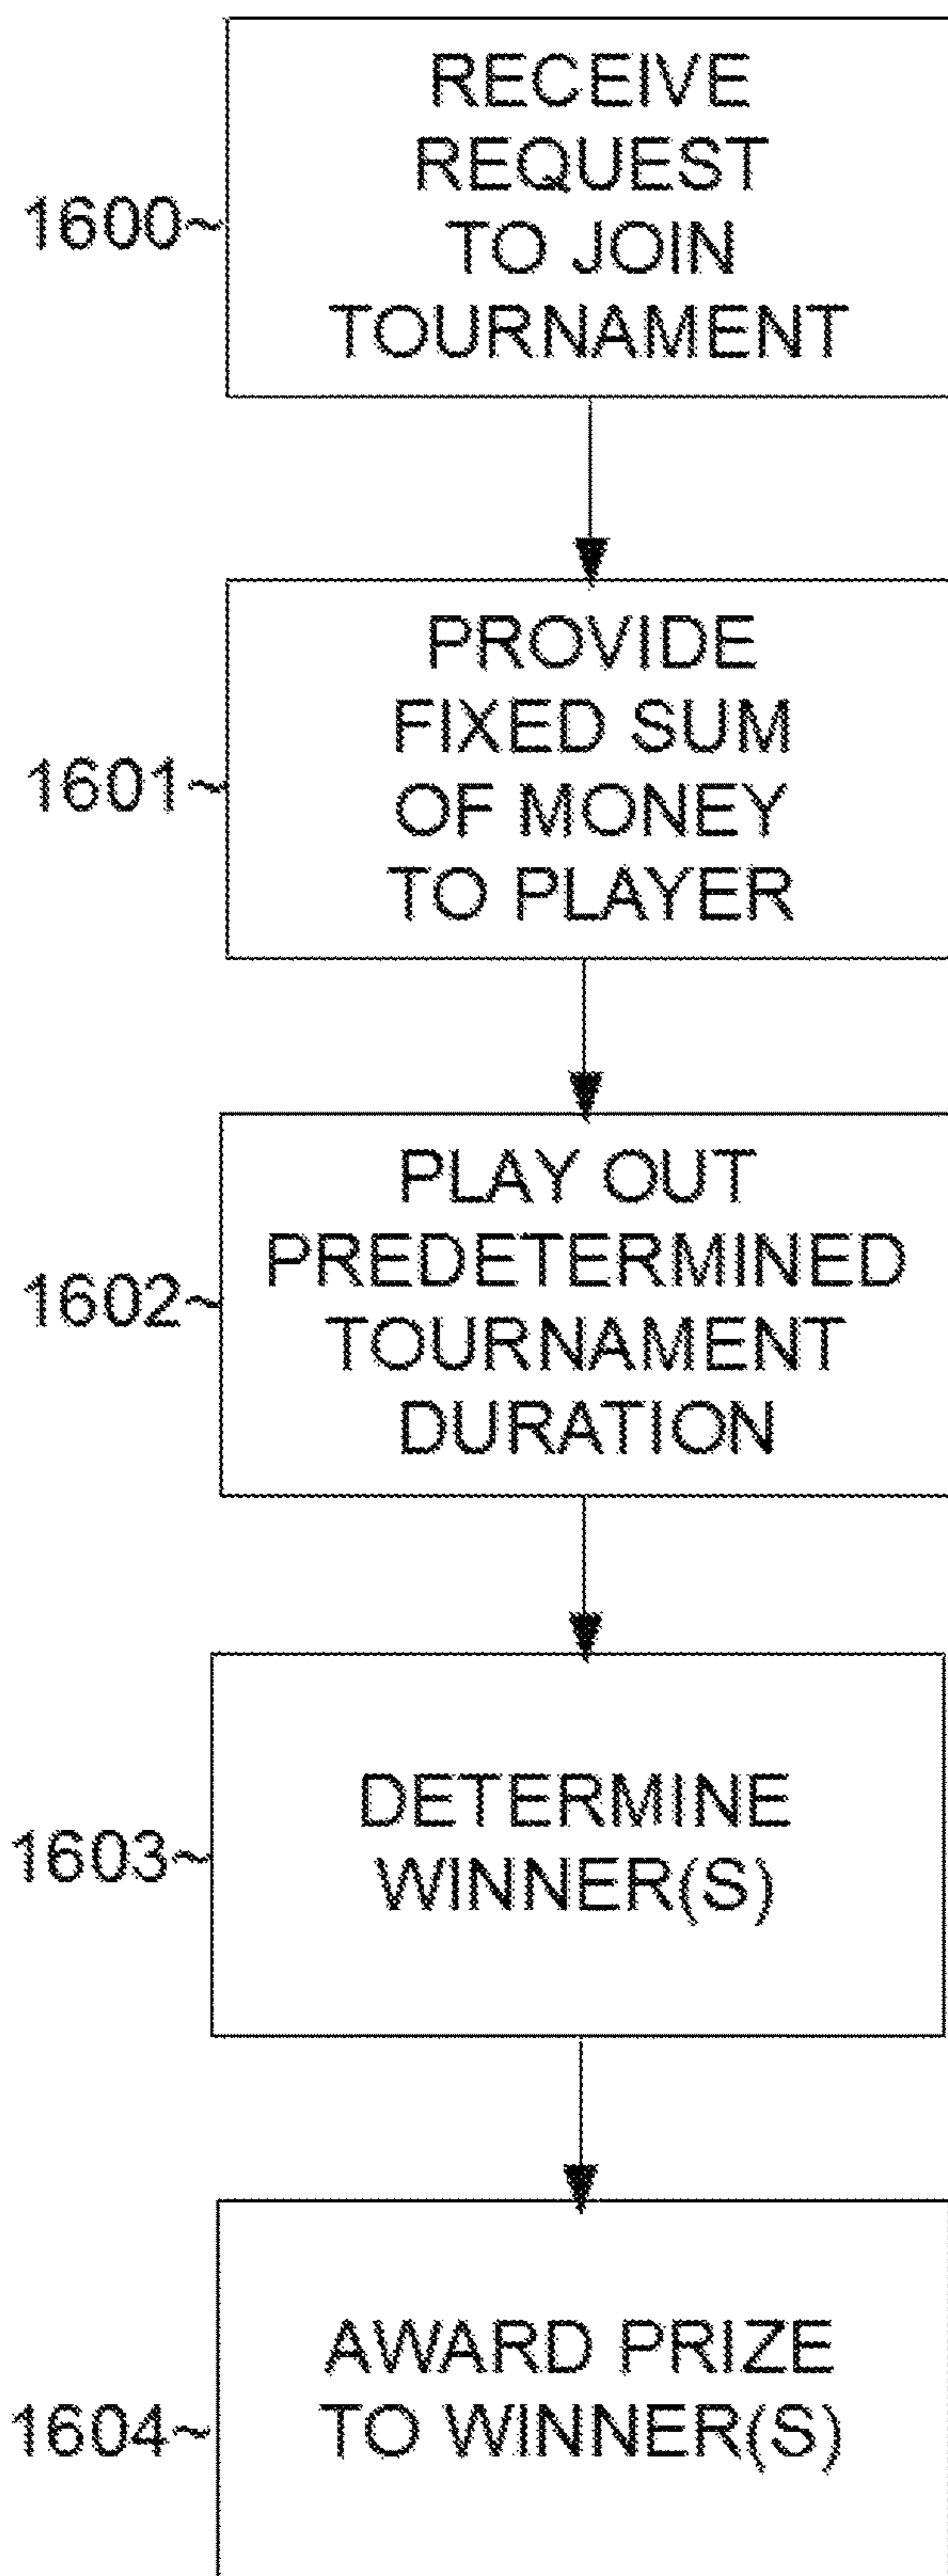 RECEIVE
REQUEST
1600~
TO JOIN
TOURNAMENT
PROVIDE
FIXED SUM
1601~
OF MONEY
TO PLAYER
PLAY OUT
PREDETERMINED
1602~
TOURNAMENT
DURATION
DETERMINE
1603~
WINNER(S)
AWARD PRIZE
1604~
TO WINNER(S)